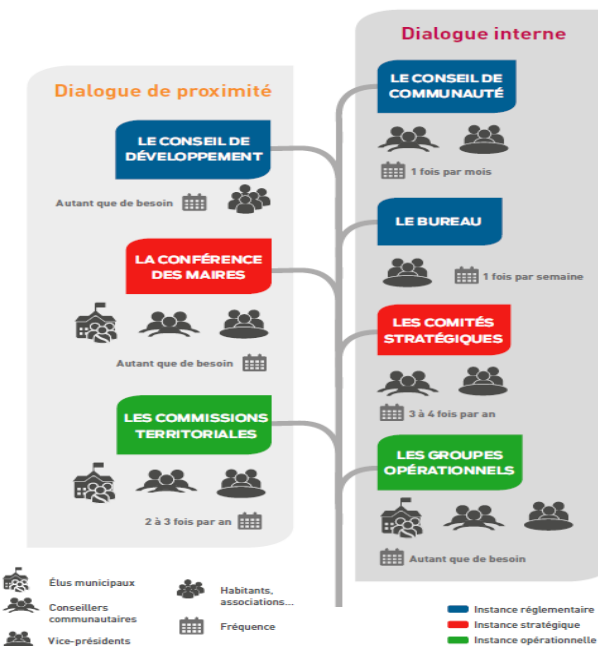 Dialogue de proximité
LE CONSEIL DE
DÉVELOPPEMENT
Autant que de besoin
LA CONFÉRENCE
DES MAIRES
Autant que de besoin
LES COMMISSIONS
TERRITORIALES
2 à 3 fois par an
Dialogue interne
LE CONSEIL DE
COMMUNAUTÉ
1 fois par mois
LE BUREAU
1 fois par semaine
LES COMITÉS
STRATÉGIQUES
3 à 4 fois par an
LES GROUPES
OPÉRATIONNELS
Autant que de besoin
Élus municipaux
Conseillers
communautaires
Vice-présidents
Habitants,
associations...
Fréquence
Instance réglementaire
Instance stratégique
Instance opérationnelle